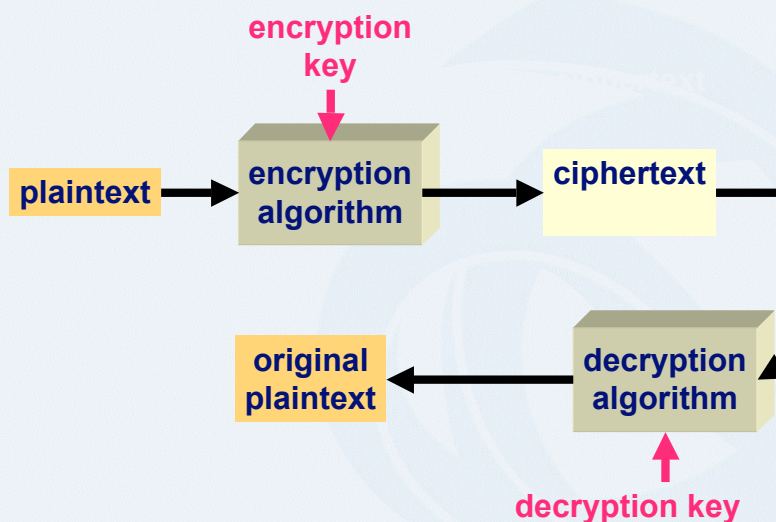 encryption
key
plaintext
encryption
algorithm
ciphertext
original
plaintext
decryption
algorithm
decryption key